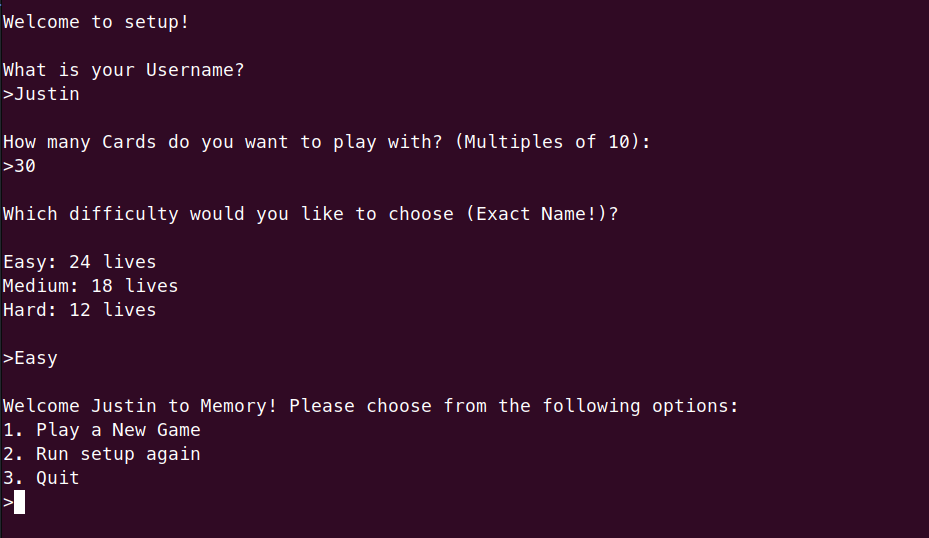 Welcome to setup!
What is your Username?
>Justin
How many Cards do you want to play with? (Multiples of 10):
>30
Which difficulty would you like to choose (Exact Name!)?
Easy: 24 lives
Medium: 18 lives
Hard: 12 lives
>Easy
Welcome Justin to Memory! Please choose from the following options:
1. Play a New Game
2. Run setup again
3. Quit
>